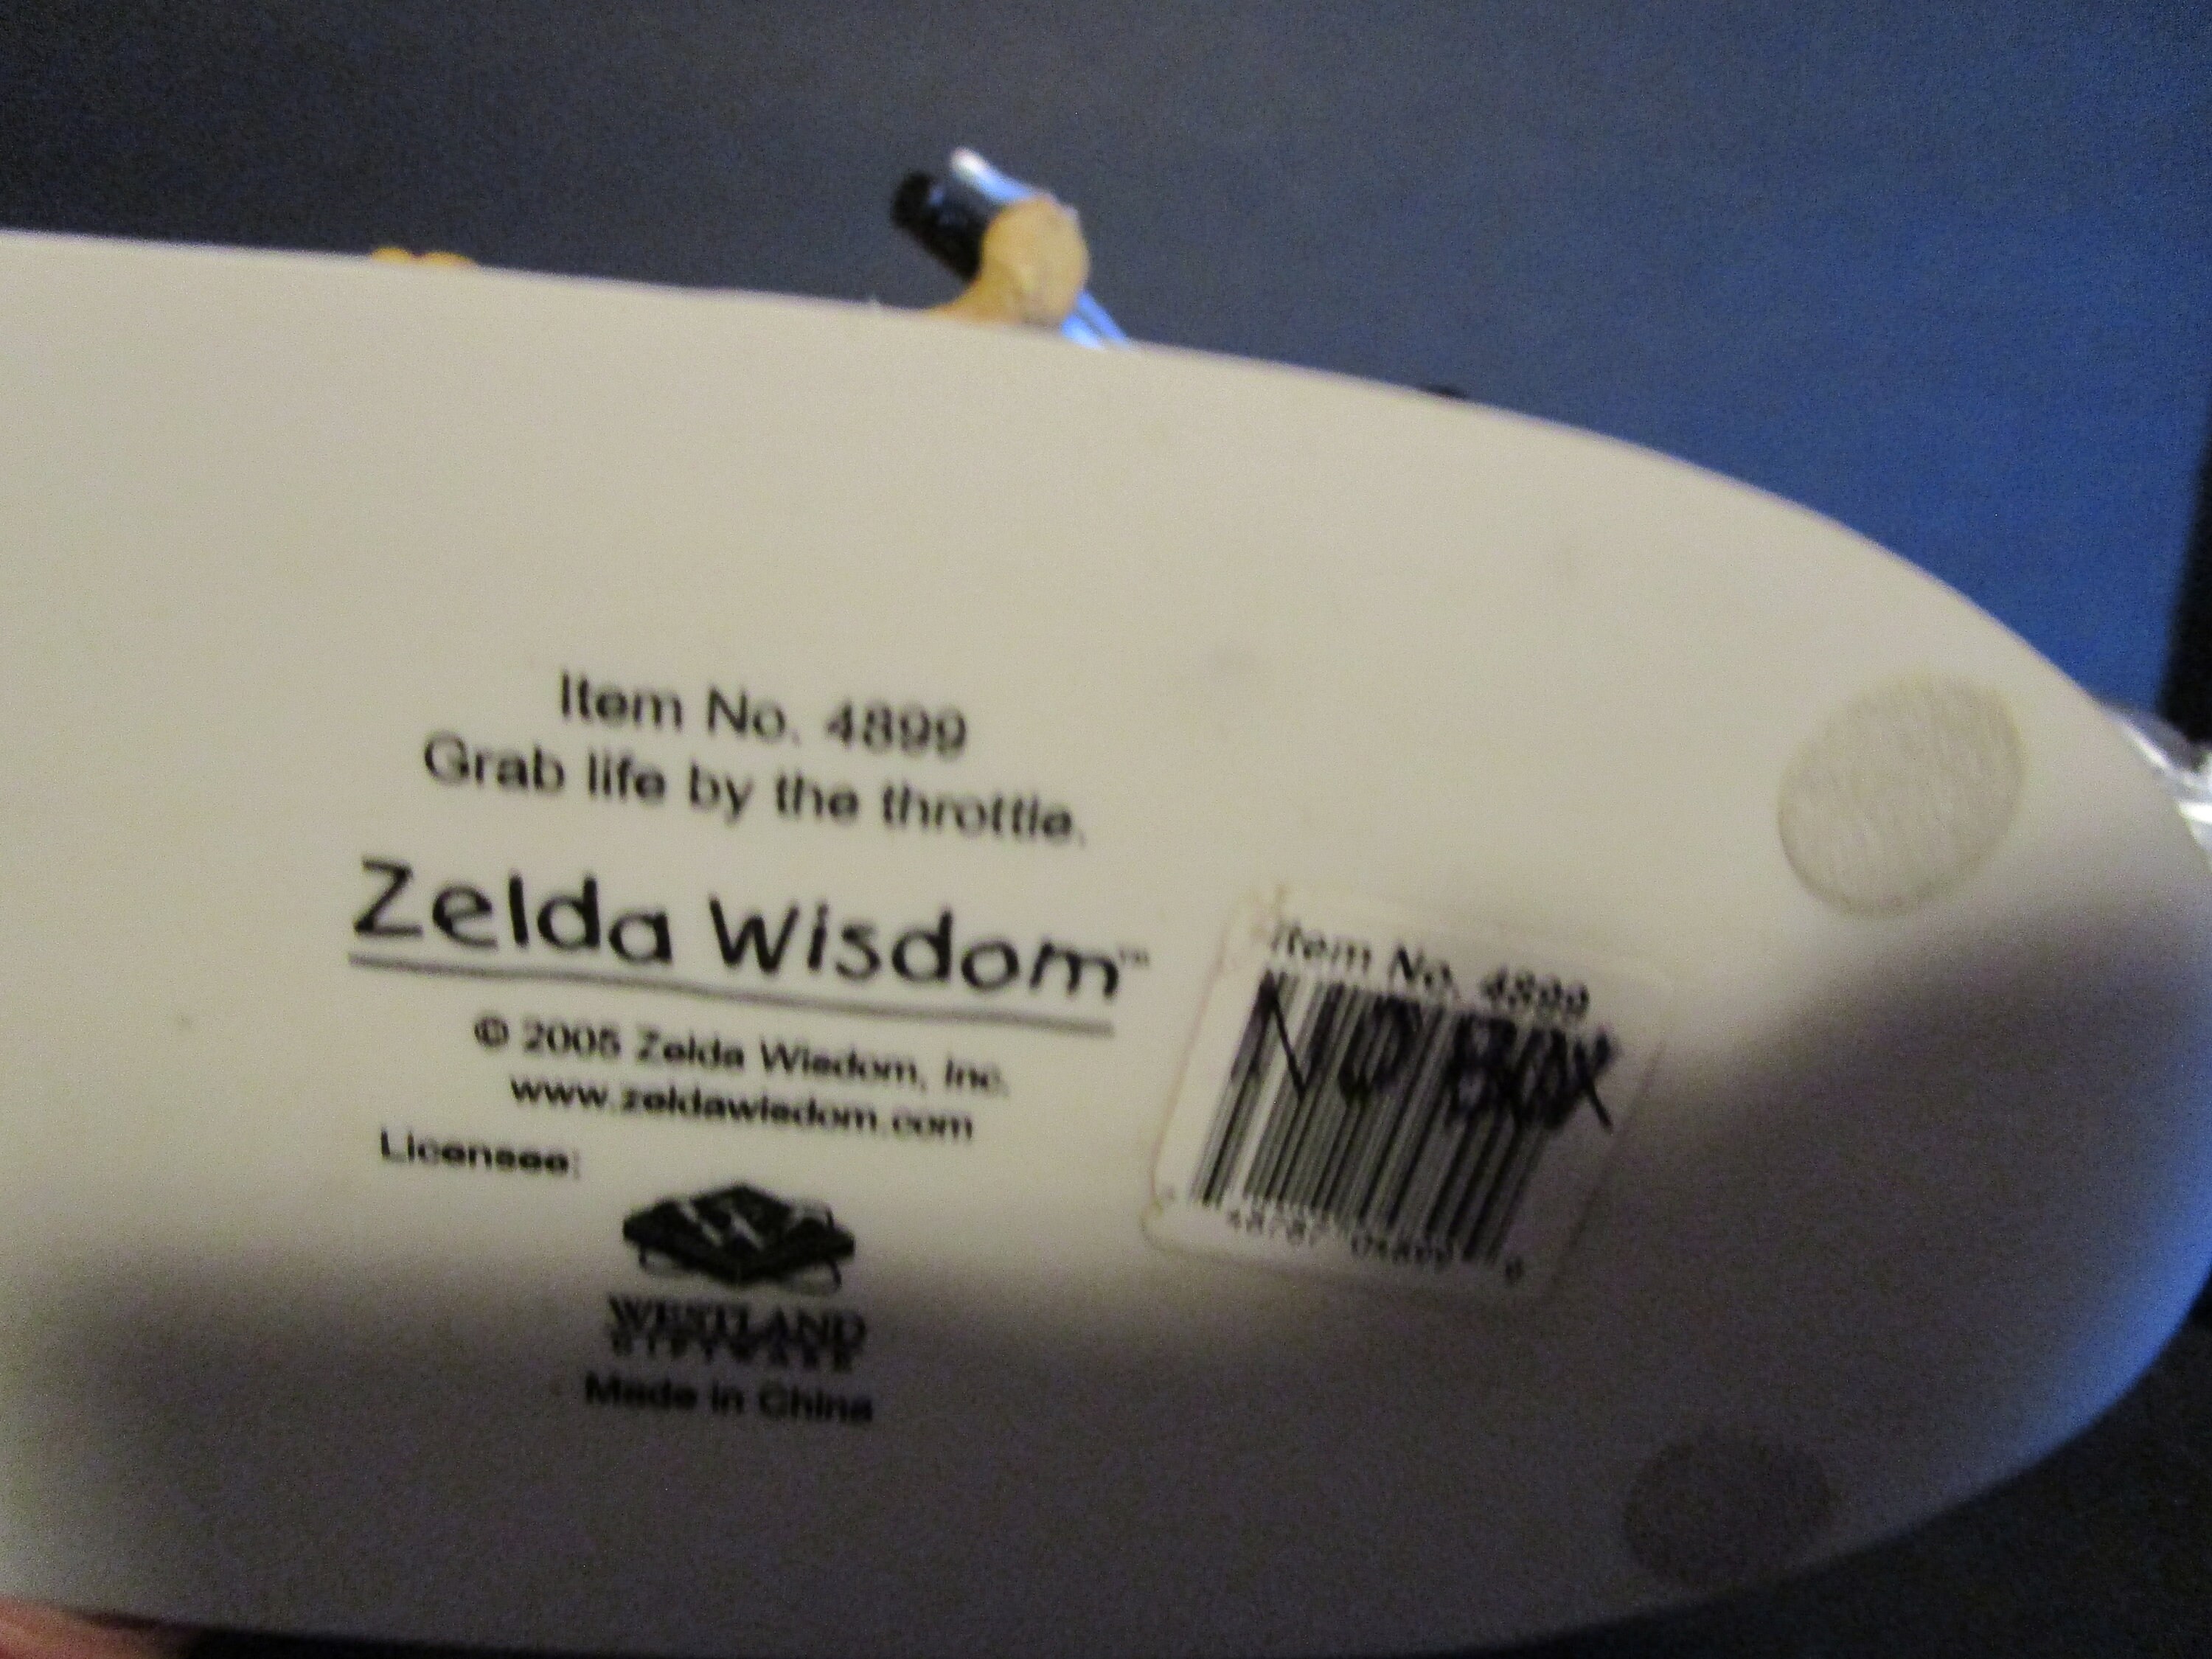 Item No. 4899
Grab life by the throttle.
Zelda Wisdom™
© 2005 Zelda Wisdom, Inc.
www.zeldawisdom.com
Licensee:
WESTLAND
GIFTWARE
Made in China
Item No. 4899
NO BOX